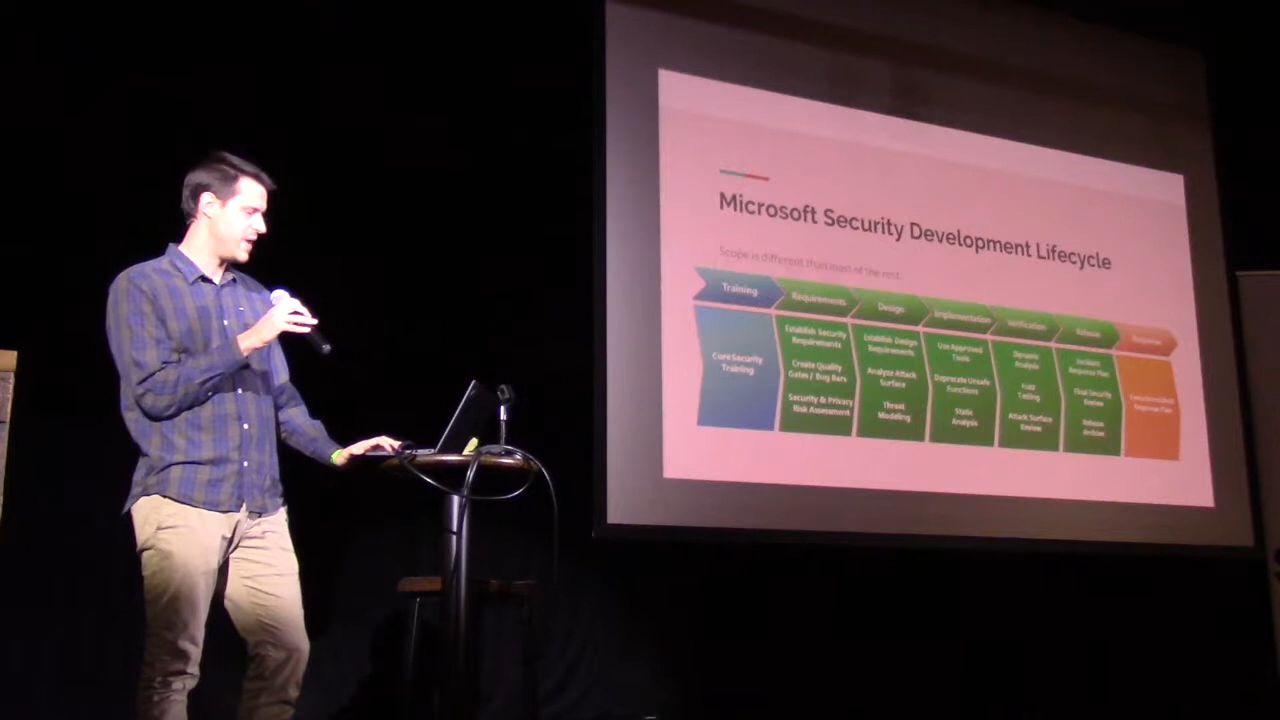 Microsoft Security Development Lifecycle
Scope is different than most of the rest.
Training
Requirements
Design
Implementation
Verification
Release
Response
Core Security
Training
Establish Security
Requirements
Create Quality
Gates / Bug Bars
Security & Privacy
Risk Assessment
Establish Design
Requirements
Analyze Attack
Surface
Threat
Modeling
Use Approved
Tools
Deprecate Unsafe
Functions
Static
Analysis
Dynamic
Analysis
Fuzz
Testing
Attack Surface
Review
Incident
Response Plan
Final Security
Review
Release
Archive
Response Plan